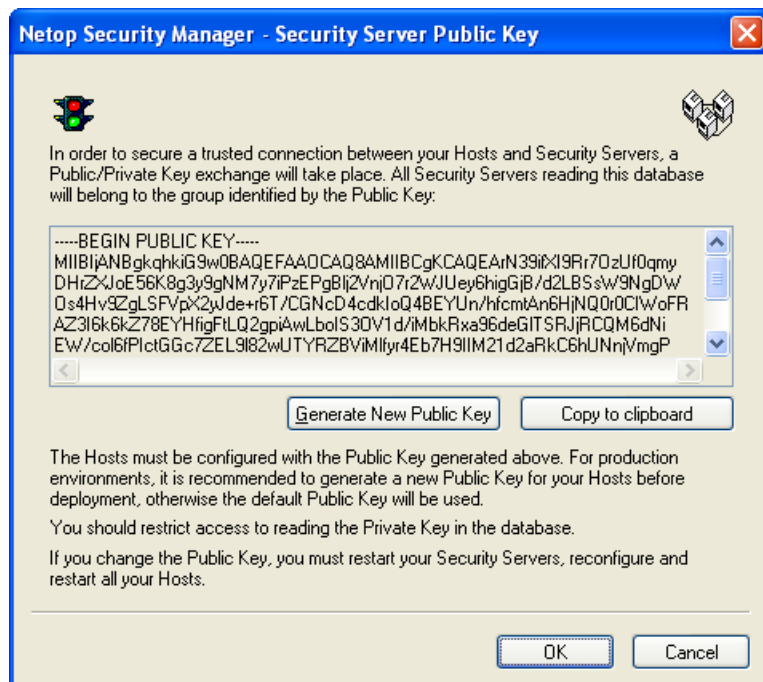 Netop Security Manager - Security Server Public Key
In order to secure a trusted connection between your Hosts and Security Servers, a
Public/Private Key exchange will take place. All Security Servers reading this database
will belong to the group identified by the Public Key:
-----BEGIN PUBLIC KEY-----
MIIBIjANBgkqhkiG9w0BAQEFAAOCAQ8AMIIBCgKCAQEArN39ifXI9Rr7OzUf0qmy
DHrZXJoE56K8g3y9gNM7y7iPzEPgBIj2VnjO7r2WJUey6higGjB/d2LBSsW9NgDW
Os4Hv9ZgLSFVpX2yJde+r6T/CGNcD4cdkIoQ4BEYUn/hfcmtAn6HjNQ0r0ClWoFR
AZ3I6k6kZ78EYHfigFtLQ2gpiAwLboIS3OV1d/iMbkRxa96deGITSRJjRCQM6dNi
EW/col6fPIctGGc7ZEL9l82wUTYRZBViMIfyr4Eb7H9IIM21d2aRkC6hUNnjVmgP
Generate New Public Key
Copy to clipboard
The Hosts must be configured with the Public Key generated above. For production
environments, it is recommended to generate a new Public Key for your Hosts before
deployment, otherwise the default Public Key will be used.
You should restrict access to reading the Private Key in the database.
If you change the Public Key, you must restart your Security Servers, reconfigure and
restart all your Hosts.
OK
Cancel